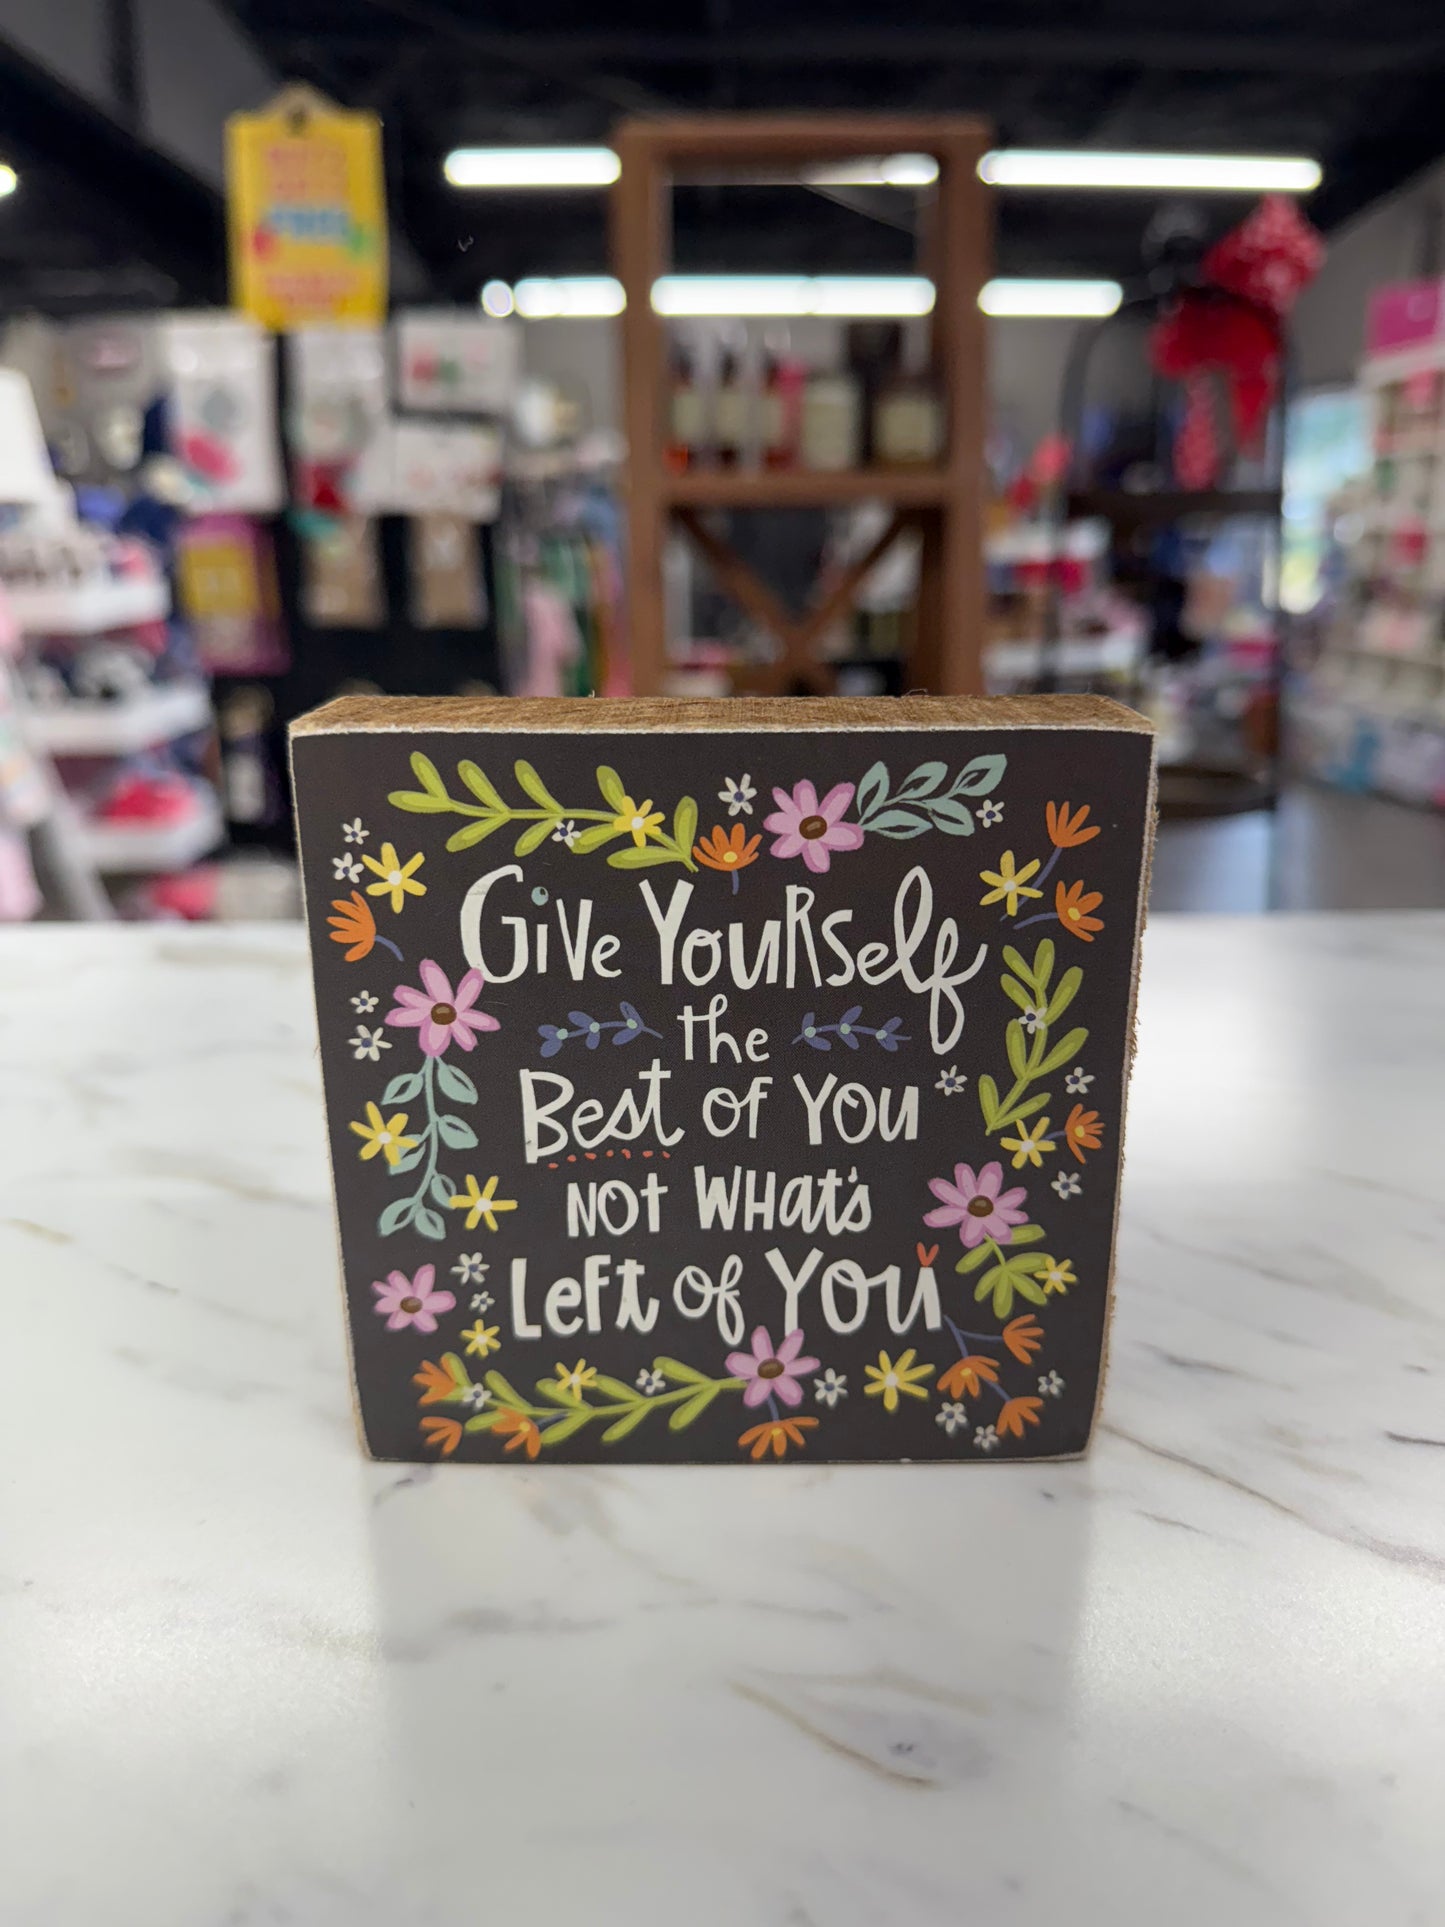 Give Yourself
the
Best of You
Not What's
Left of You